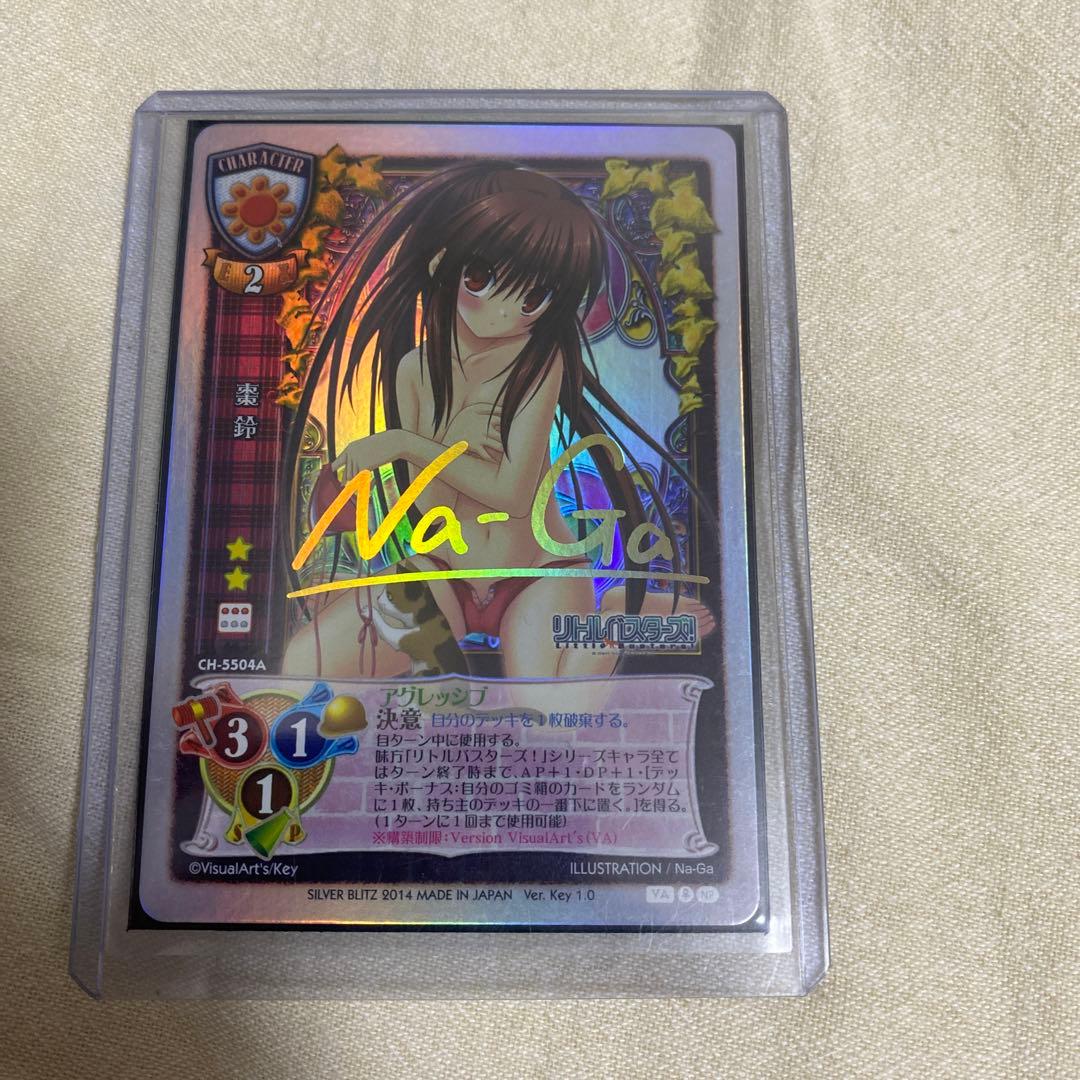 CHARACTER
2
棗 鈴
Na-Ga
リトルバスターズ!
Little Busters!
CH-5504A
3
1
1
S P
アグレッシブ
決意 自分のデッキを1枚破棄する。
自ターン中に使用する。
味方「リトルバスターズ!」シリーズキャラ全て
はターン終了時まで、AP+1・DP+1・[デッ
キ・ボーナス:自分のゴミ箱のカードをランダム
に1枚、持ち主のデッキの一番下に置く。]を得る。
(1ターンに1回まで使用可能)
※構築制限:Version VisualArt's(VA)
©VisualArt's/Key
ILLUSTRATION / Na-Ga
SILVER BLITZ 2014 MADE IN JAPAN Ver. Key 1.0
VA